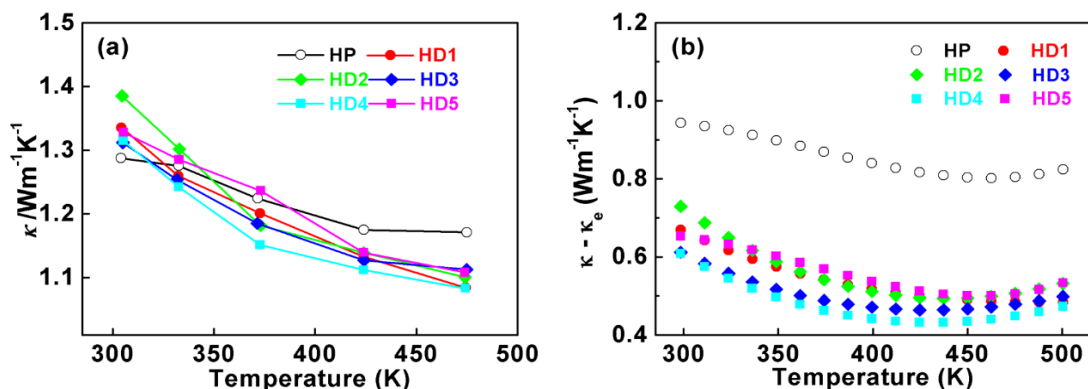 (a)
HP HD1
HD2 HD3
HD4 HD5
κ /Wm⁻¹K⁻¹
1.5
1.4
1.3
1.2
1.1
300 350 400 450 500
Temperature (K)
(b)
HP HD1
HD2 HD3
HD4 HD5
κ - κₑ (Wm⁻¹K⁻¹)
1.2
1.0
0.8
0.6
0.4
300 350 400 450 500
Temperature (K)